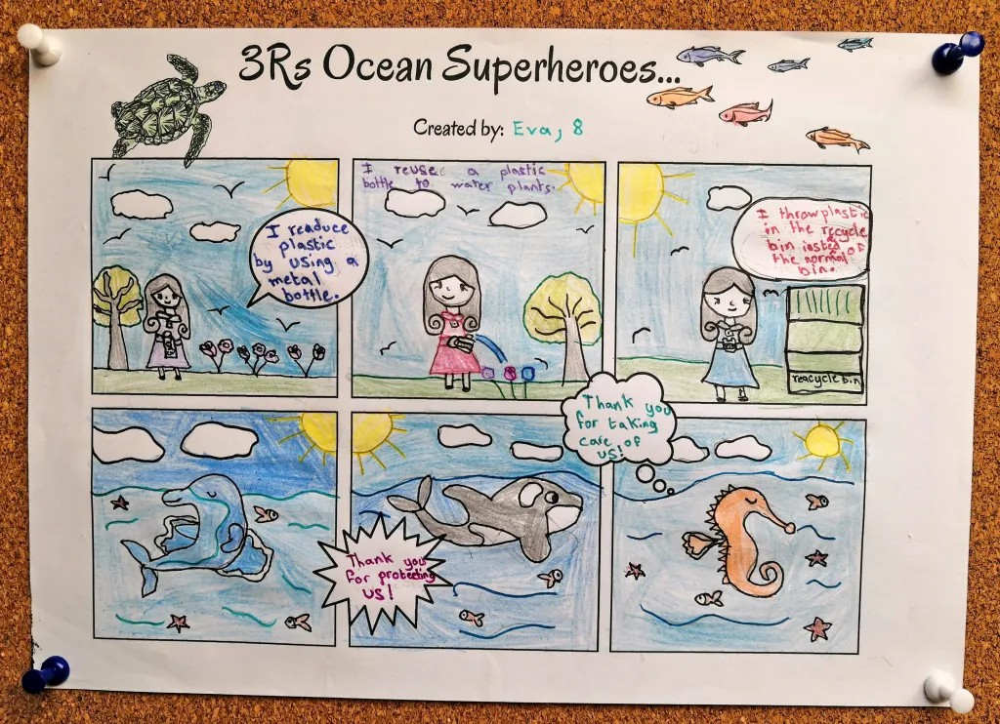 3Rs Ocean Superheroes...
Created by: Eva, 8
I readuce
plastic
by using a
metal
bottle.
I reuse a plastic
bottle to water plants.
I throw plastic
in the recycle
bin insted of
the normal
bin.
reacycle bin
Thank you
for protecting
us!
Thank you
for taking
care of
us!